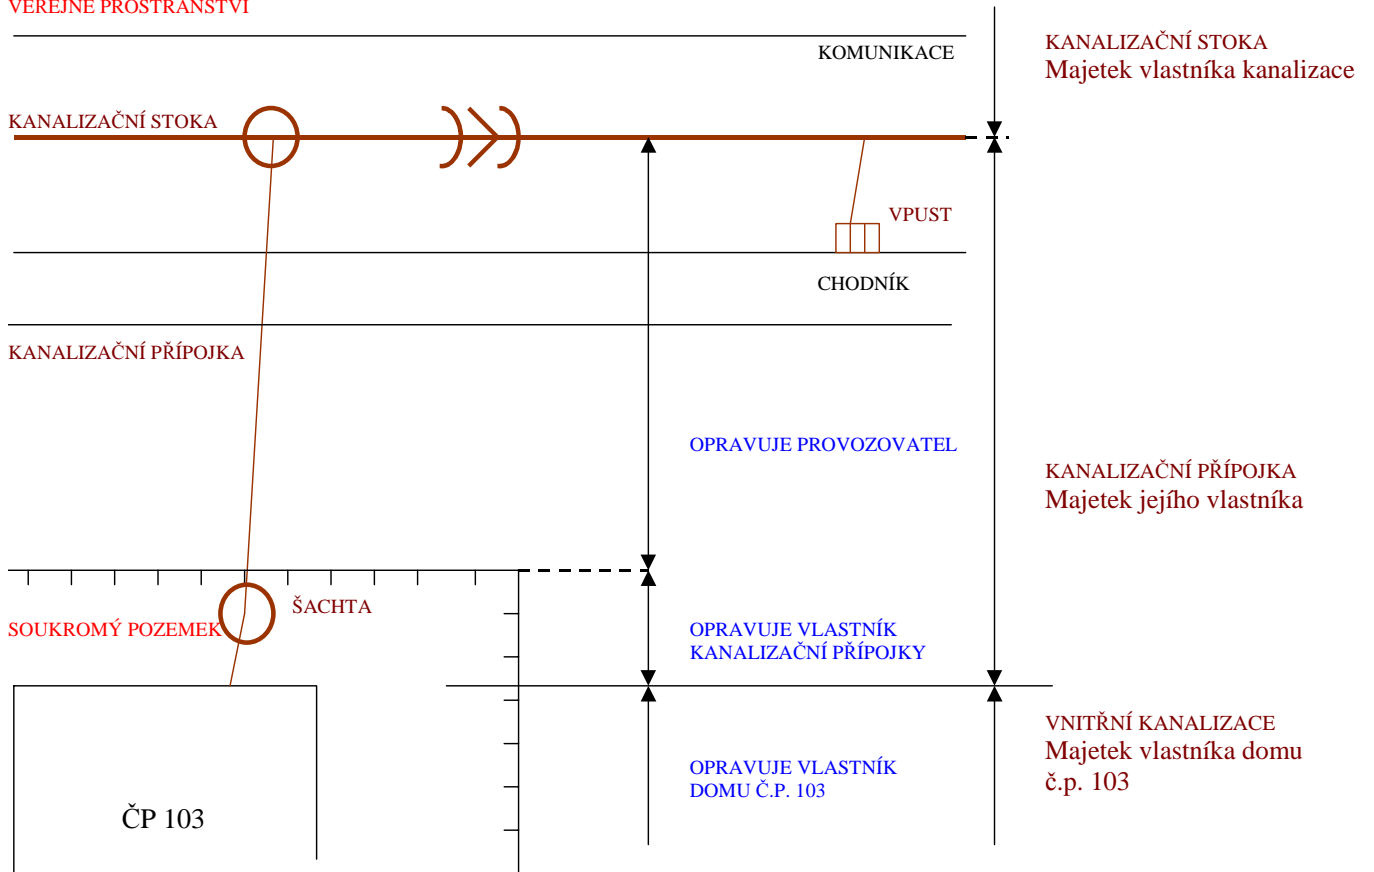 VEŘEJNÉ PROSTRANSTVÍ
KOMUNIKACE
KANALIZAČNÍ STOKA
Majetek vlastníka kanalizace
KANALIZAČNÍ STOKA
VPUST
CHODNÍK
KANALIZAČNÍ PŘÍPOJKA
OPRAVUJE PROVOZOVATEL
KANALIZAČNÍ PŘÍPOJKA
Majetek jejího vlastníka
ŠACHTA
SOUKROMÝ POZEMEK
OPRAVUJE VLASTNÍK
KANALIZAČNÍ PŘÍPOJKY
VNITŘNÍ KANALIZACE
Majetek vlastníka domu
č.p. 103
OPRAVUJE VLASTNÍK
DOMU Č.P. 103
ČP 103